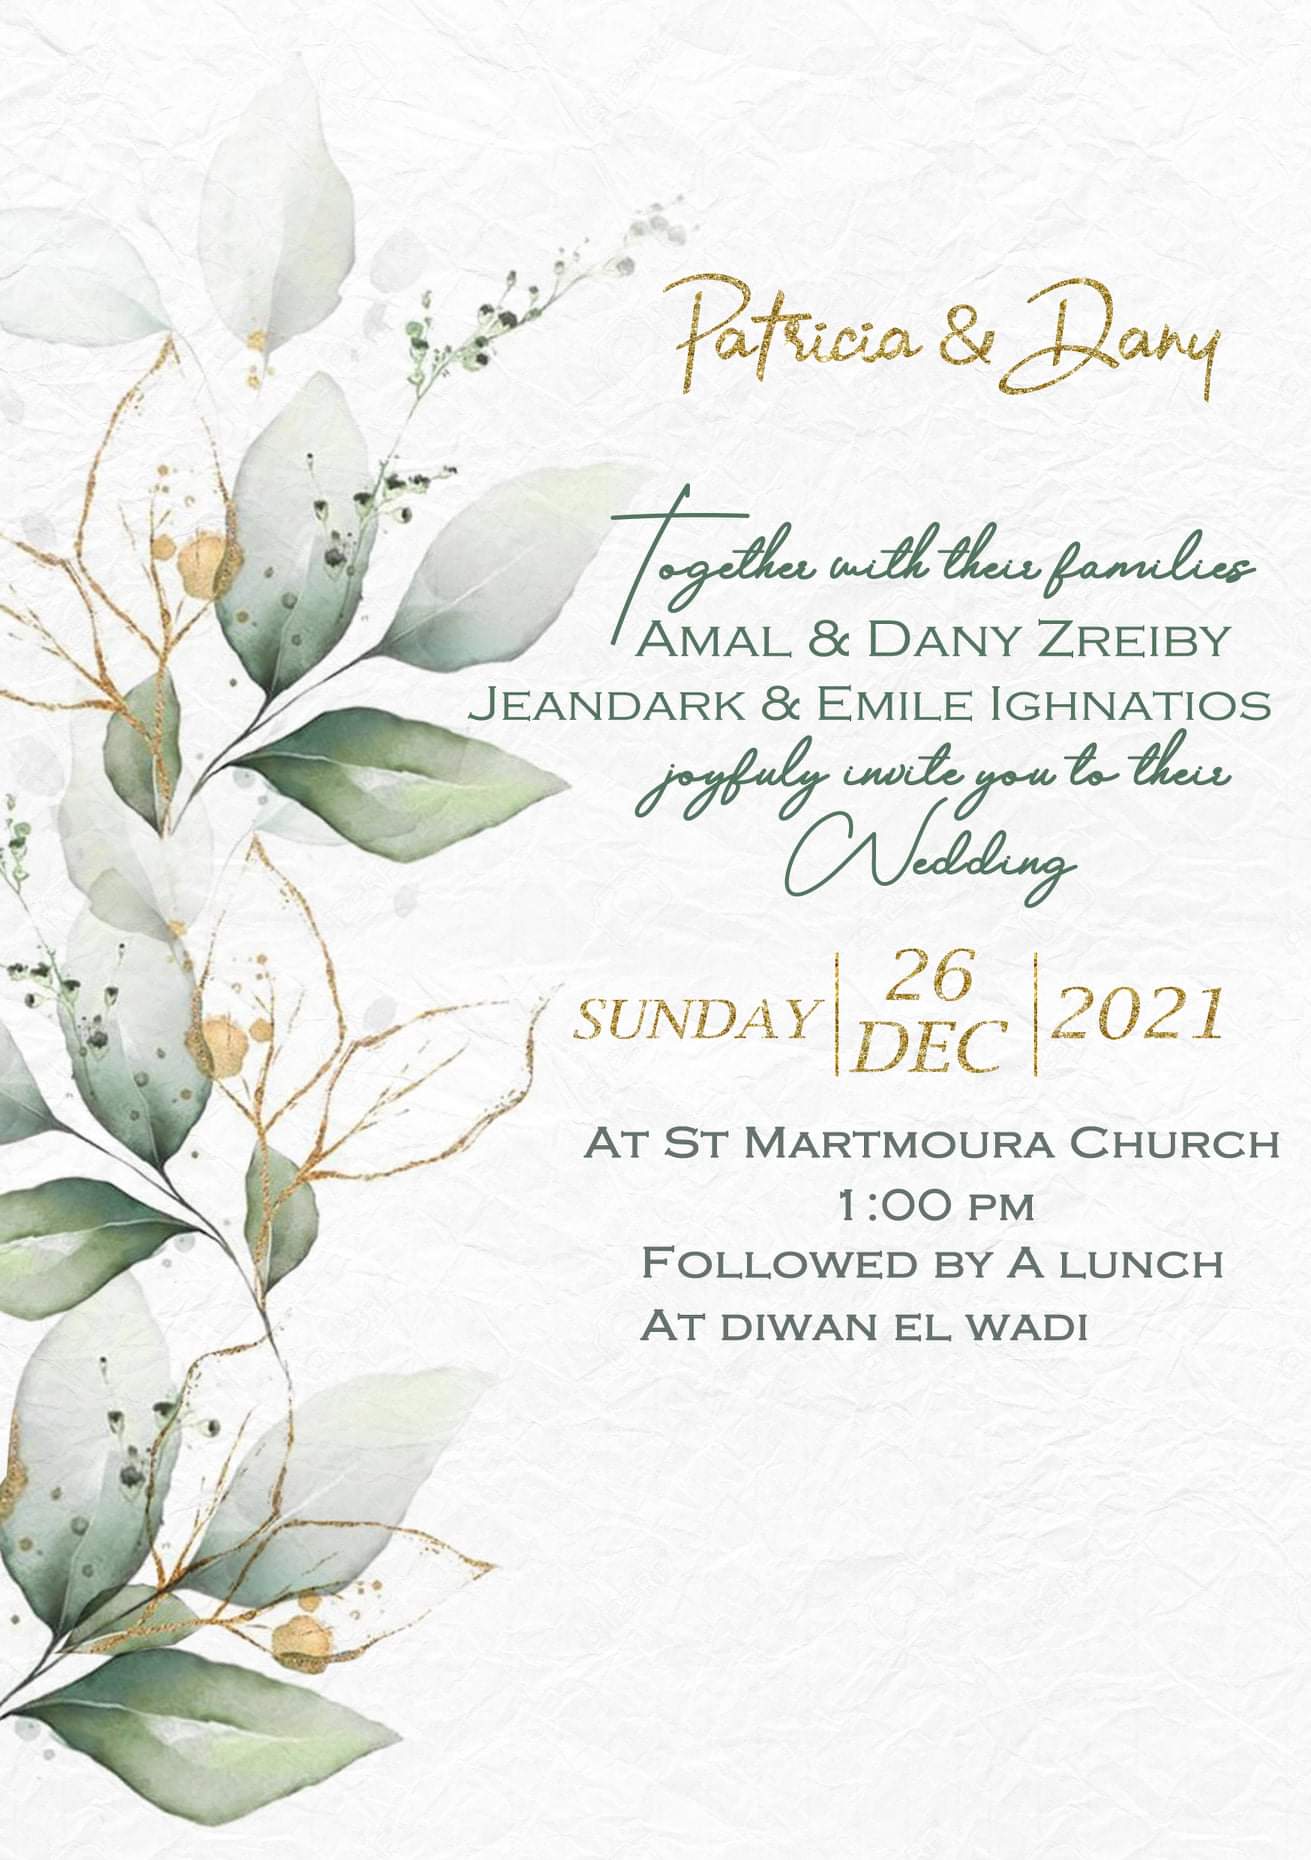 Patricia & Dany
Together with their families
Amal & Dany Zreiby
Jeandark & Emile Ighnatios
joyfuly invite you to their
Wedding
SUNDAY
26
DEC
2021
At St Martmoura Church
1:00 pm
Followed by A lunch
At diwan el wadi